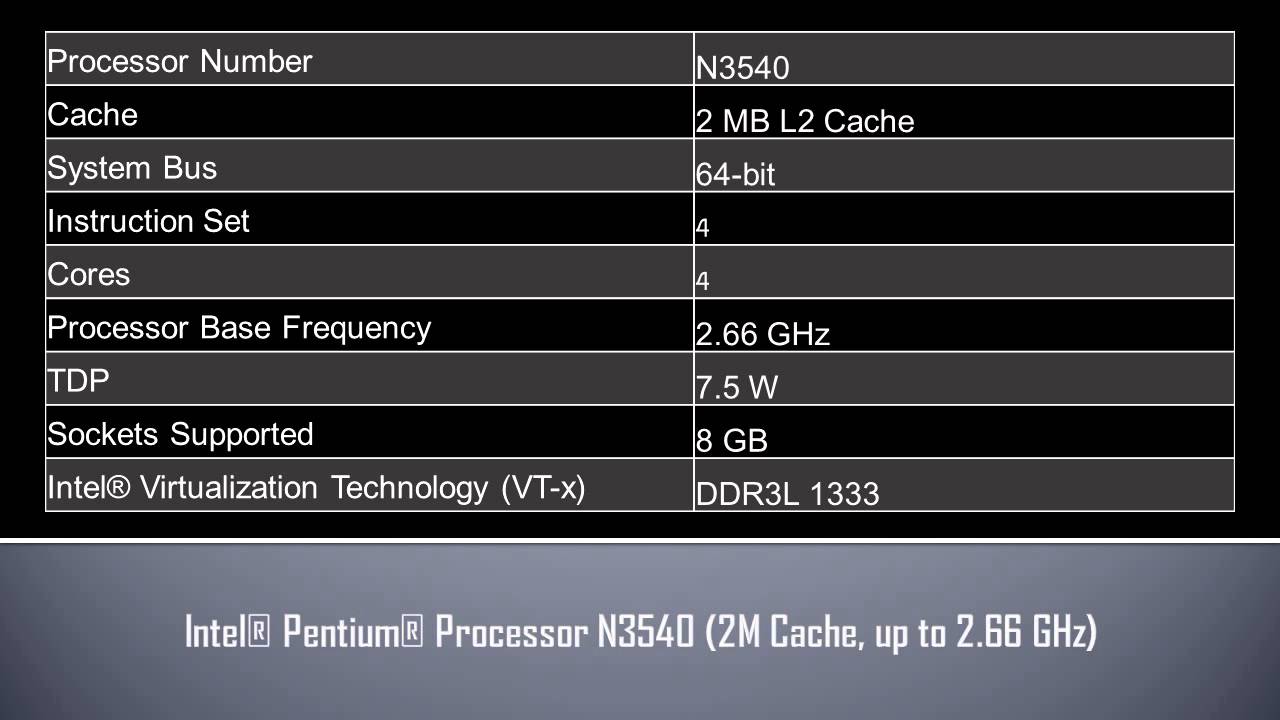 Processor Number N3540
Cache 2 MB L2 Cache
System Bus 64-bit
Instruction Set 4
Cores 4
Processor Base Frequency 2.66 GHz
TDP 7.5 W
Sockets Supported 8 GB
Intel® Virtualization Technology (VT-x) DDR3L 1333
Intel® Pentium® Processor N3540 (2M Cache, up to 2.66 GHz)